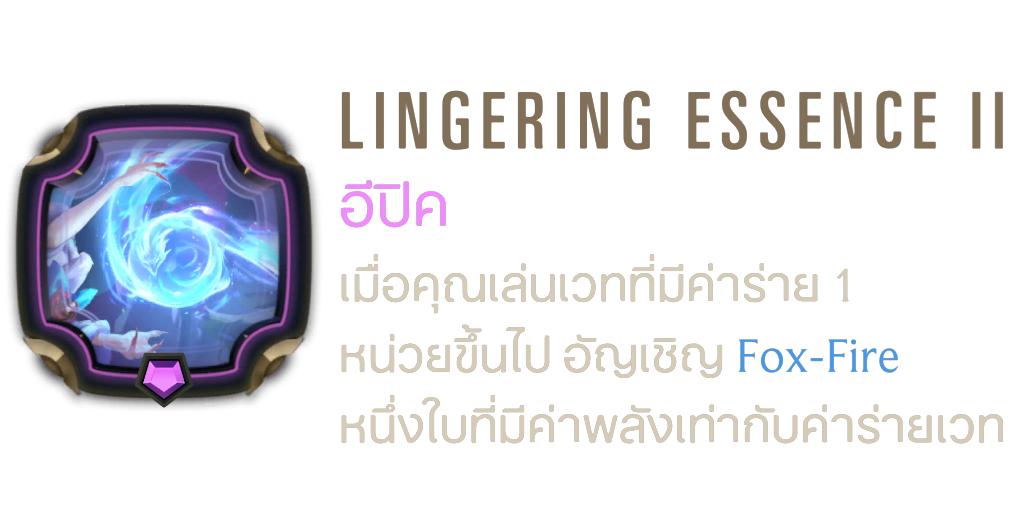 LINGERING ESSENCE II
อีปิค
เมื่อคุณเล่นเวทที่มีค่าร่าย 1
หน่วยขึ้นไป อัญเชิญ Fox-Fire
หนึ่งใบที่มีค่าพลังเท่ากับค่าร่ายเวท